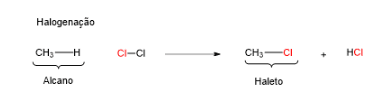 Halogenação
CH₃—H Cl—Cl CH₃—Cl + HCl
Alcano Haleto